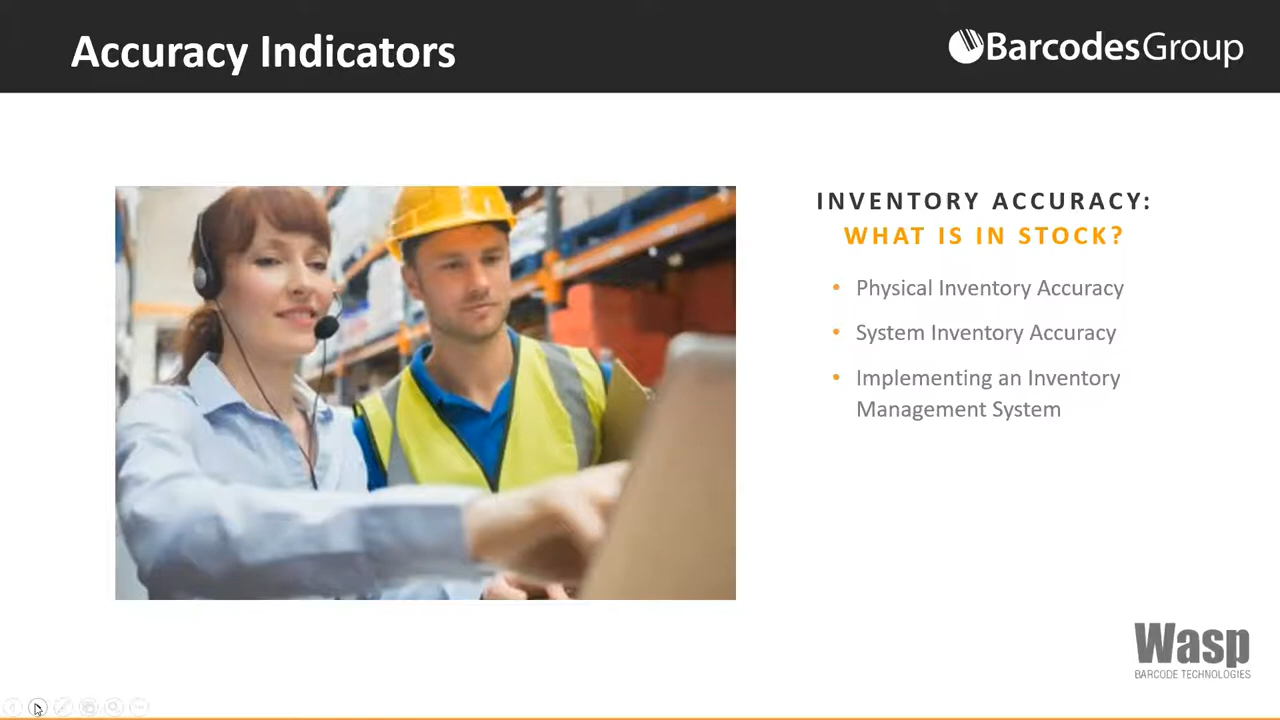 Accuracy Indicators
BarcodesGroup
INVENTORY ACCURACY:
WHAT IS IN STOCK?
• Physical Inventory Accuracy
• System Inventory Accuracy
• Implementing an Inventory
Management System
Wasp
BARCODE TECHNOLOGIES